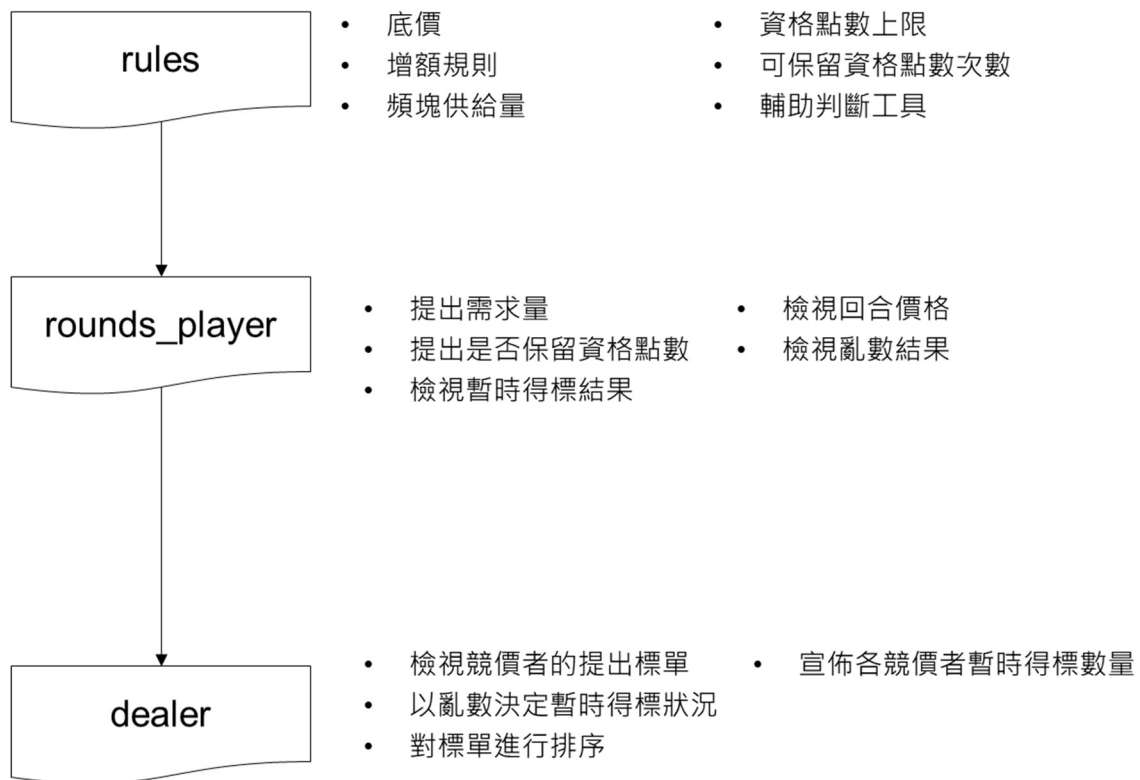 rules
• 底價
• 增額規則
• 頻塊供給量
• 資格點數上限
• 可保留資格點數次數
• 輔助判斷工具
rounds_player
• 提出需求量
• 提出是否保留資格點數
• 檢視暫時得標結果
• 檢視回合價格
• 檢視亂數結果
dealer
• 檢視競價者的提出標單
• 以亂數決定暫時得標狀況
• 對標單進行排序
• 宣佈各競價者暫時得標數量